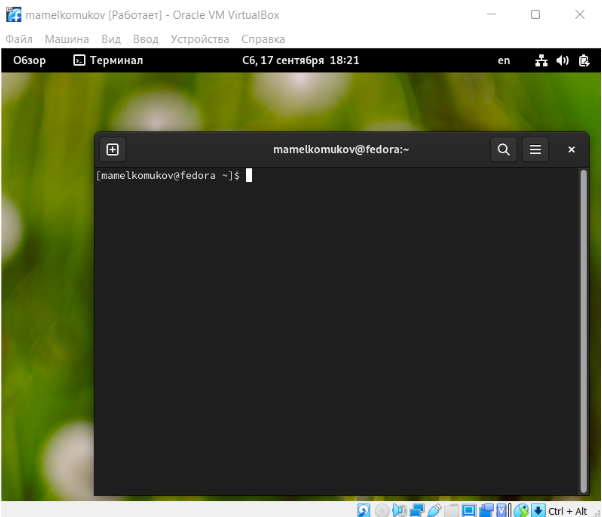 mamelkomukov [Работает] - Oracle VM VirtualBox
Файл Машина Вид Ввод Устройства Справка
Обзор Терминал Сб, 17 сентября 18:21 en
mamelkomukov@fedora:~
[mamelkomukov@fedora ~]$
Ctrl + Alt